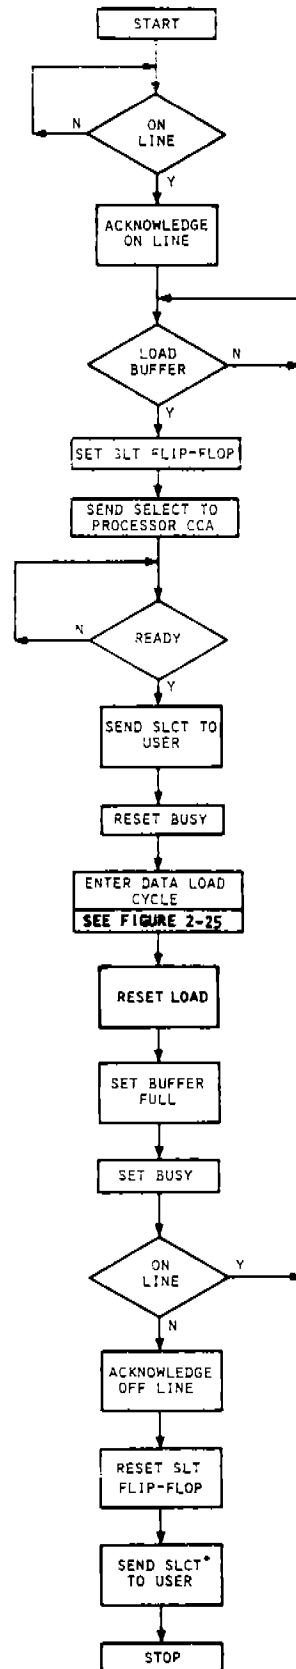 START
N
ON
LINE
Y
ACKNOWLEDGE
ON LINE
LOAD
BUFFER
N
Y
SET SLT FLIP-FLOP
SEND SELECT TO
PROCESSOR CCA
N
READY
Y
SEND SLCT TO
USER
RESET BUSY
ENTER DATA LOAD
CYCLE
SEE FIGURE 2-25
RESET LOAD
SET BUFFER
FULL
SET BUSY
ON
LINE
Y
N
ACKNOWLEDGE
OFF LINE
RESET SLT
FLIP-FLOP
SEND SLCT*
TO USER
STOP